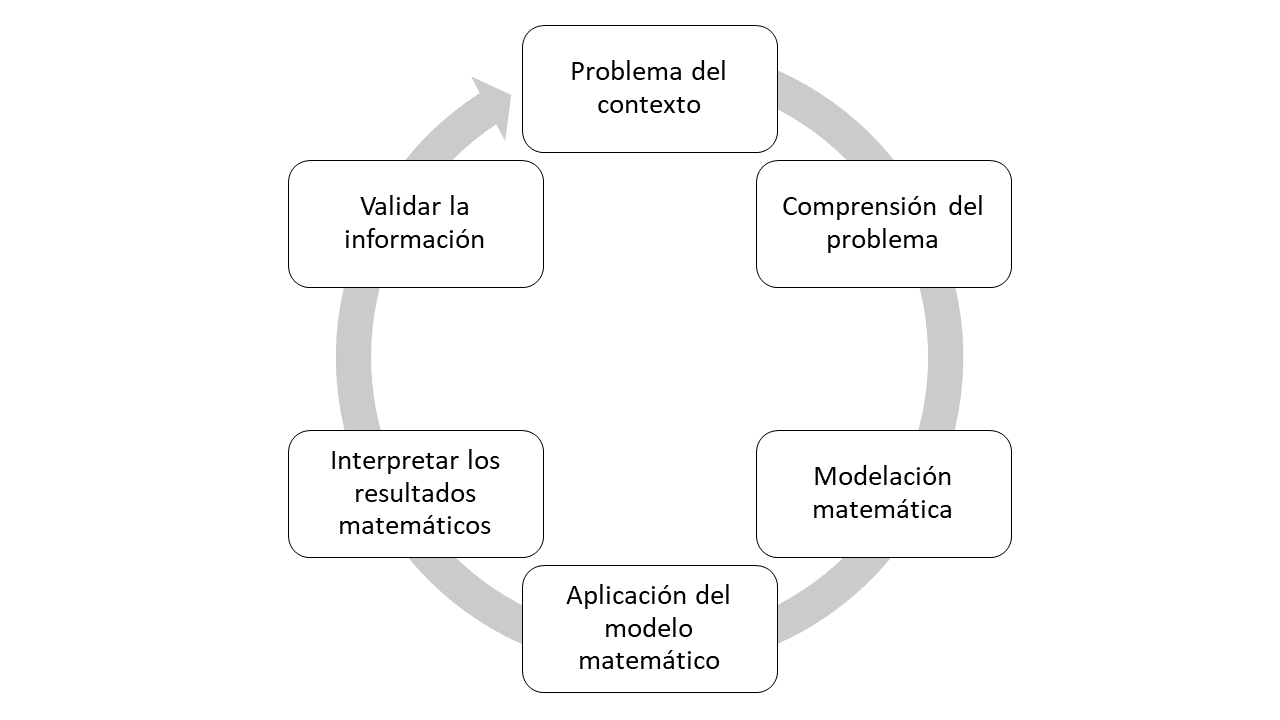 Problema del
contexto
Comprensión del
problema
Modelación
matemática
Aplicación del
modelo
matemático
Interpretar los
resultados
matemáticos
Validar la
información